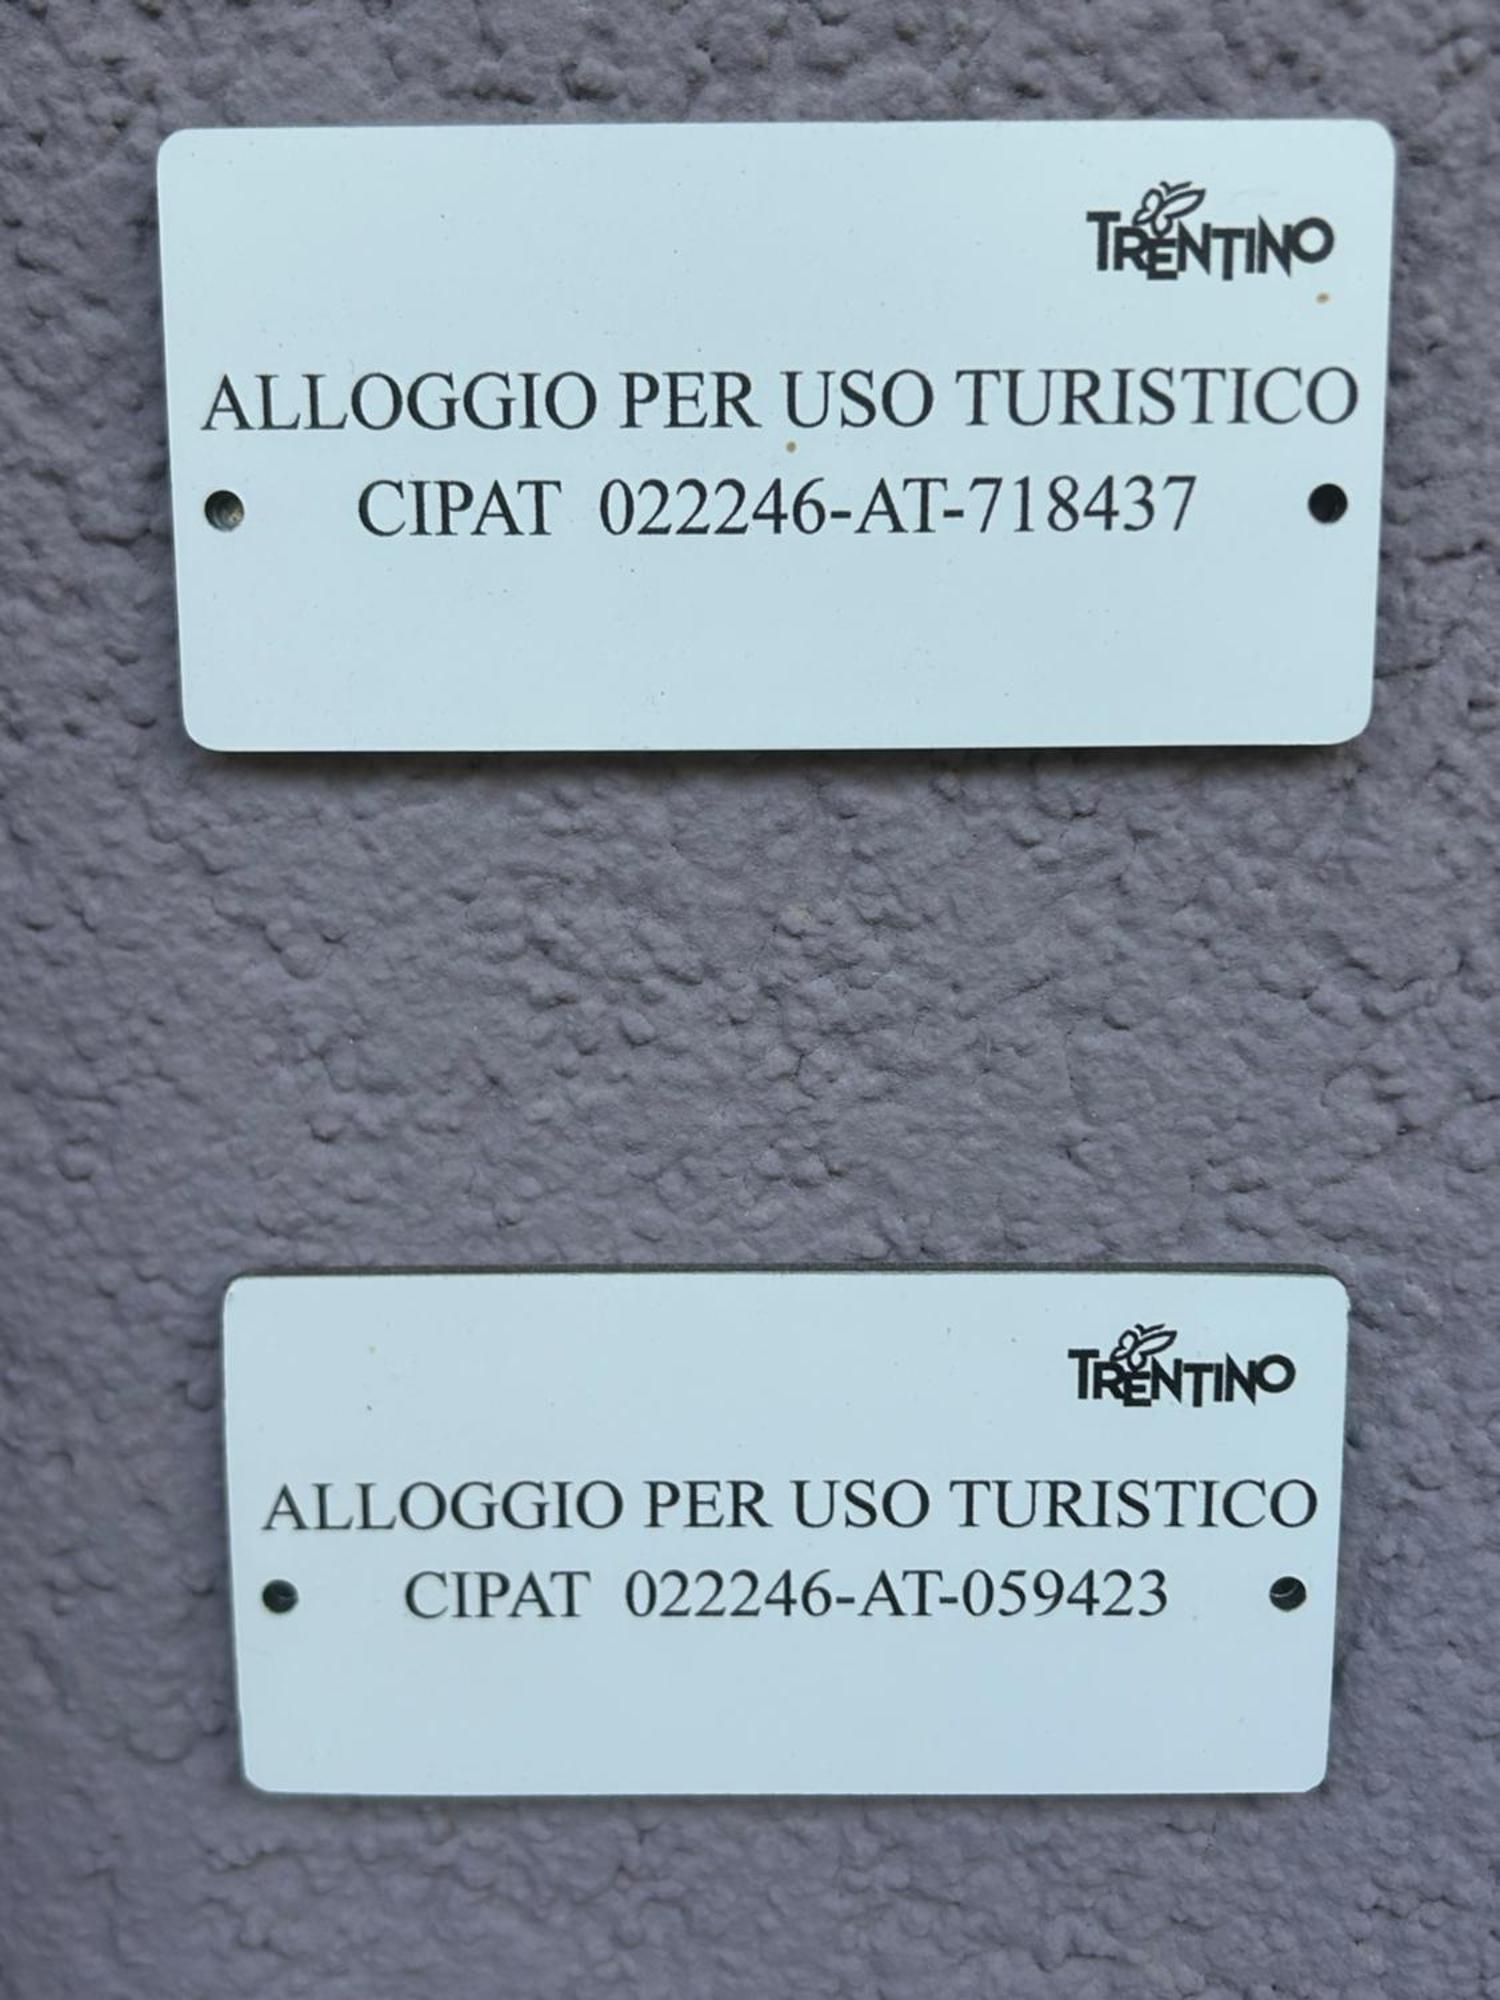 TRENTINO
ALLOGGIO PER USO TURISTICO
CIPAT 022246-AT-718437
TRENTINO
ALLOGGIO PER USO TURISTICO
CIPAT 022246-AT-059423